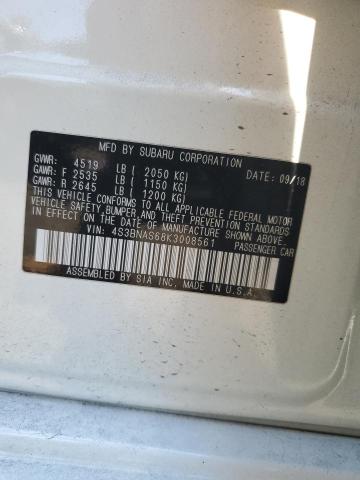 MFD BY SUBARU CORPORATION
GVWR: 4519 LB ( 2050 KG) DATE: 09/18
GAWR: F 2535 LB ( 1150 KG)
GAWR: R 2645 LB ( 1200 KG)
THIS VEHICLE CONFORMS TO ALL APPLICABLE FEDERAL MOTOR
VEHICLE SAFETY, BUMPER, AND THEFT PREVENTION STANDARDS
IN EFFECT ON THE DATE OF MANUFACTURE SHOWN ABOVE.
VIN: 4S3BNAS68K3008561 PASSENGER CAR
ASSEMBLED BY SIA INC. MADE IN U.S.A.